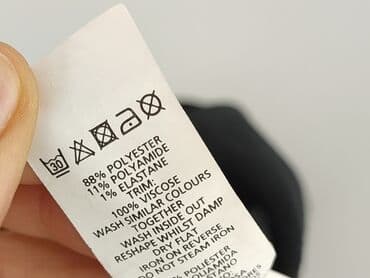 30
88% POLYESTER
11% POLYAMIDE
1% ELASTANE
TRIM:
100% VISCOSE
WASH SIMILAR COLOURS
TOGETHER
WASH INSIDE OUT
RESHAPE WHILST DAMP
DRY FLAT
IRON ON REVERSE
DO NOT STEAM IRON